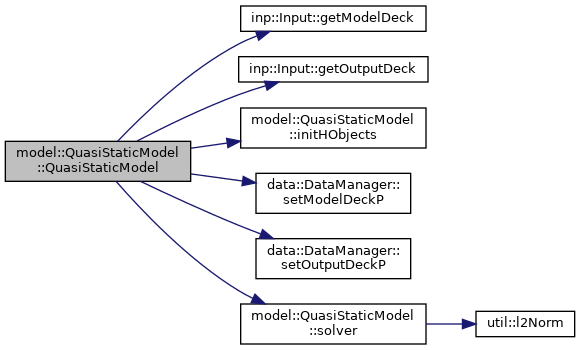 model::QuasiStaticModel
::QuasiStaticModel
inp::Input::getModelDeck
inp::Input::getOutputDeck
model::QuasiStaticModel
::initHObjects
data::DataManager::
setModelDeckP
data::DataManager::
setOutputDeckP
model::QuasiStaticModel
::solver
util::l2Norm